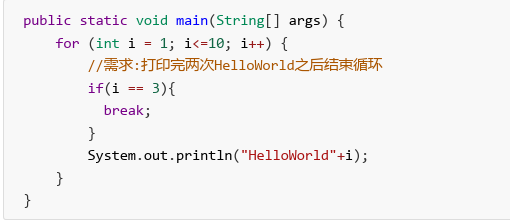 public static void main(String[] args) {
    for (int i = 1; i<=10; i++) {
        //需求:打印完两次HelloWorld之后结束循环
        if(i == 3){
          break;
        }
        System.out.println("HelloWorld"+i);
    }
}